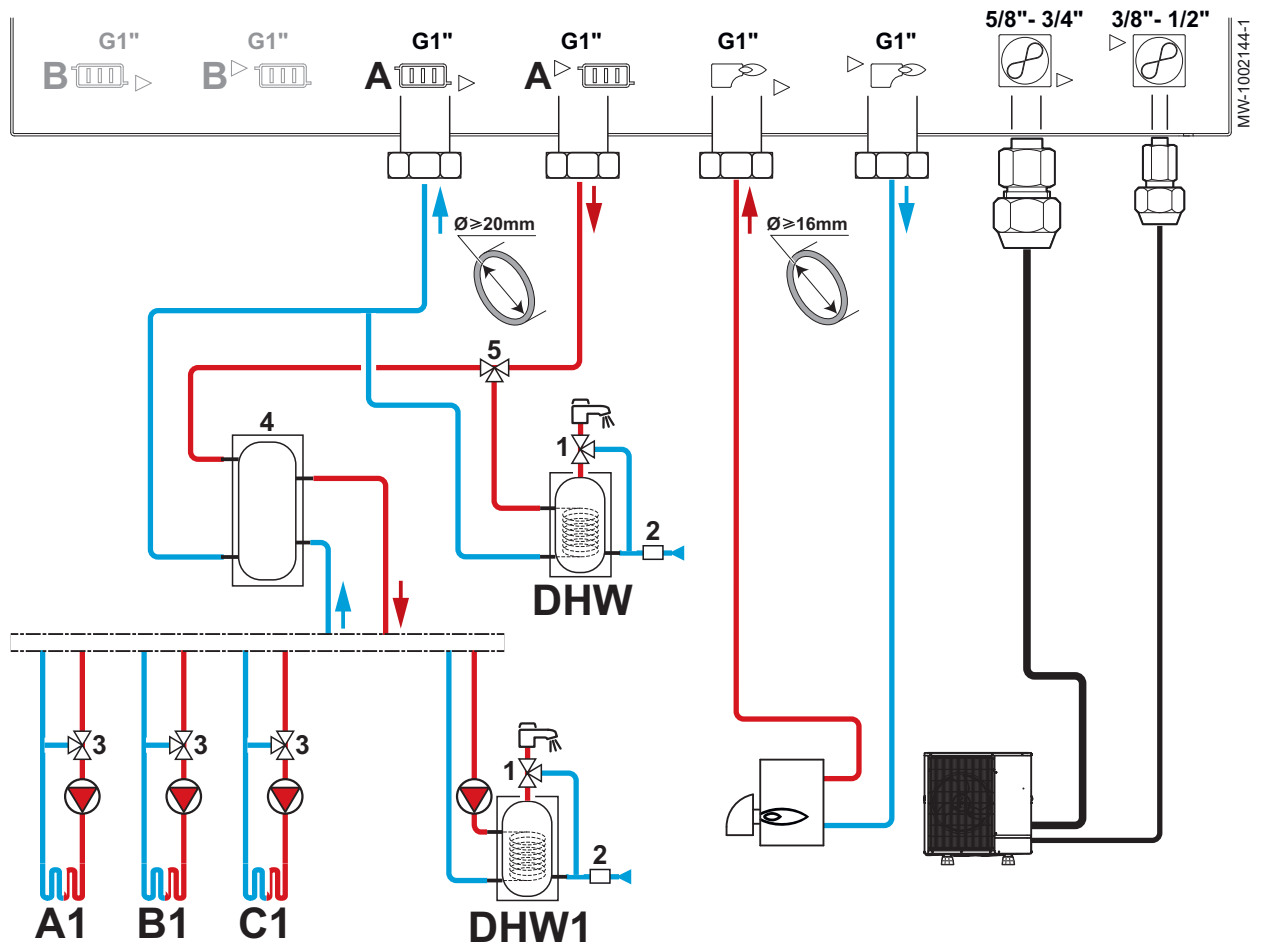 5/8"- 3/4" 3/8"- 1/2"
G1" G1" G1" G1" G1" G1"
B B A A
MW-1002144-1
Ø⩾20mm Ø⩾16mm
5
4
1
2
DHW
3 3 3
1
2
A1 B1 C1 DHW1